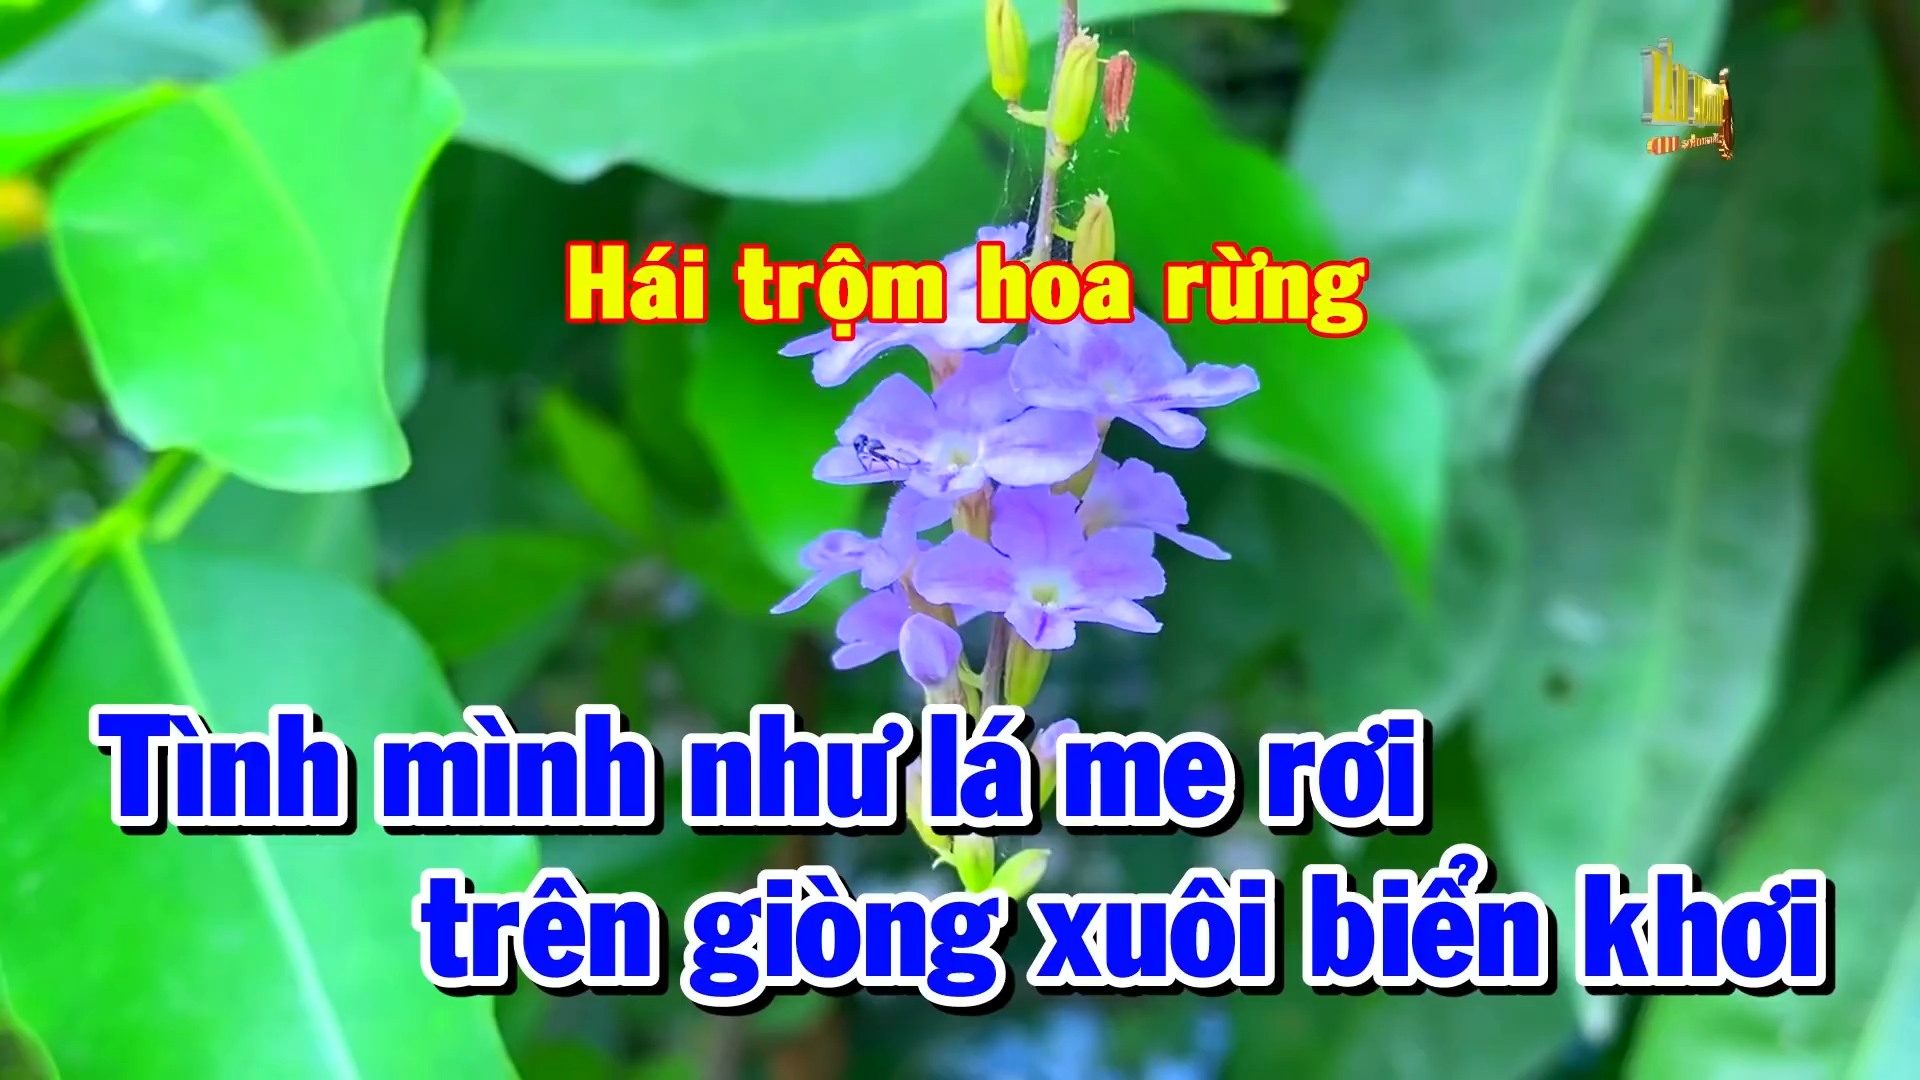 Hái trộm hoa rừng
Tình mình như lá me rơi
trên giòng xuôi biển khơi